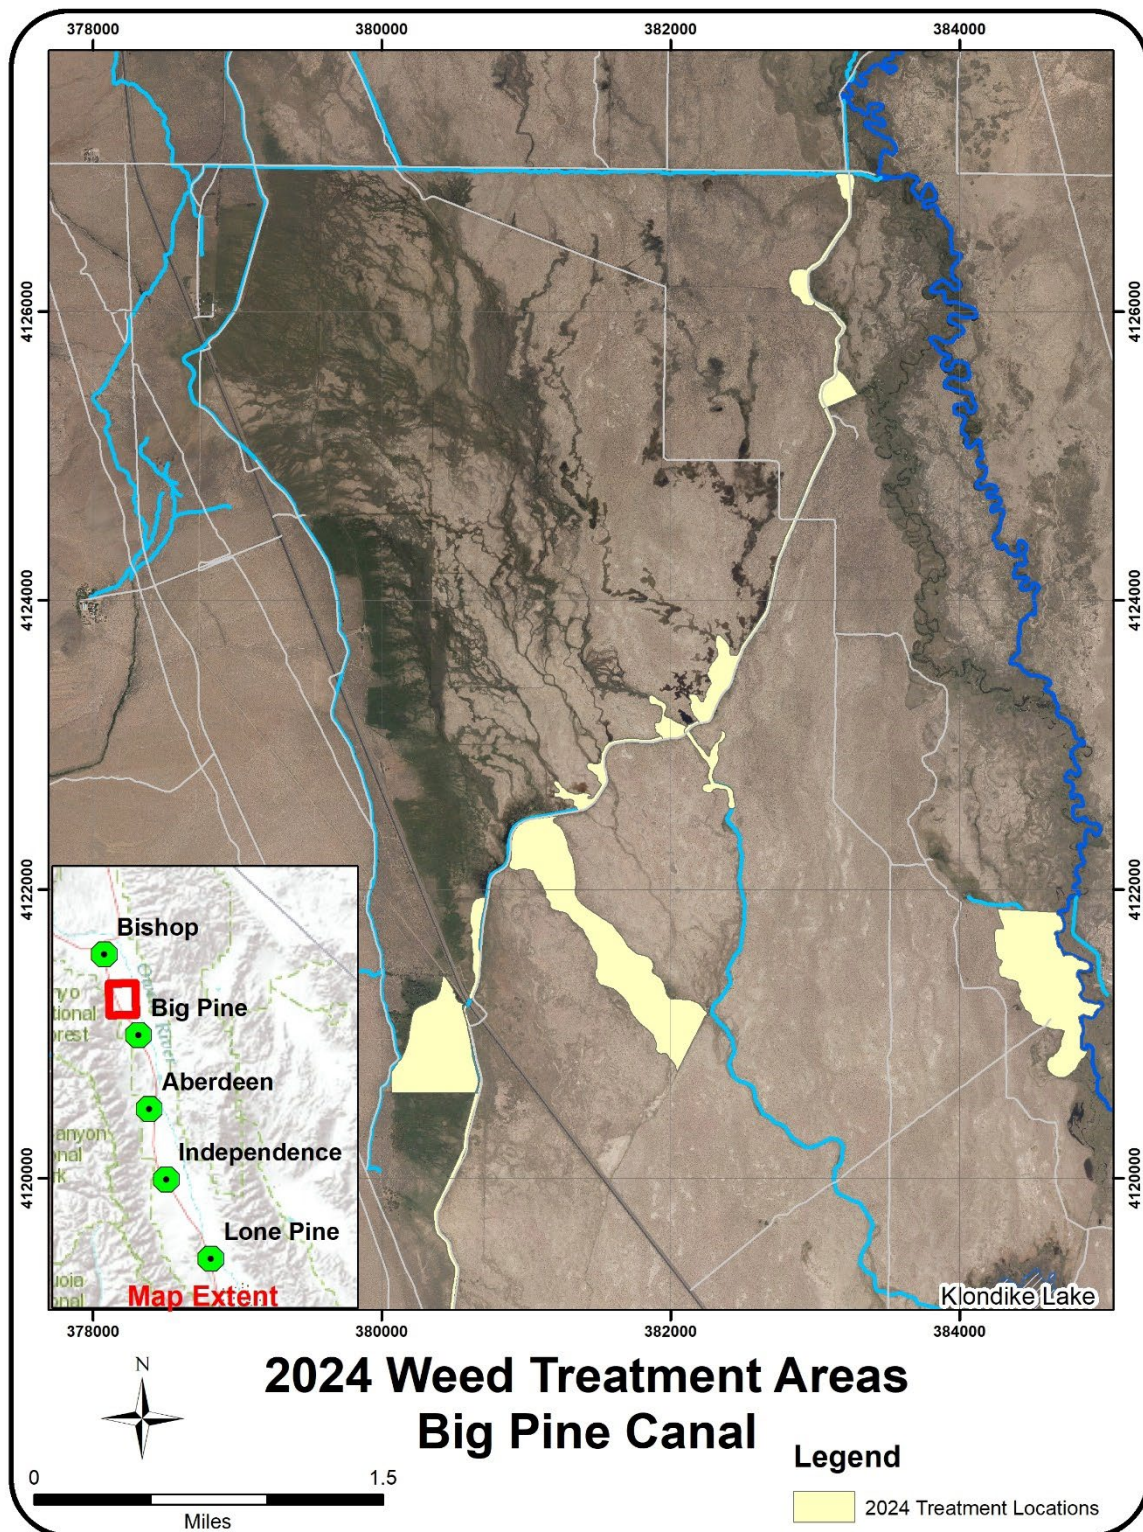 378000
380000
382000
384000
4126000
4126000
4124000
4124000
4122000
4122000
4120000
4120000
Bishop
Big Pine
Aberdeen
Independence
Lone Pine
Map Extent
Klondike Lake
378000
380000
382000
384000
N
2024 Weed Treatment Areas
Big Pine Canal
Legend
2024 Treatment Locations
0
1.5
Miles